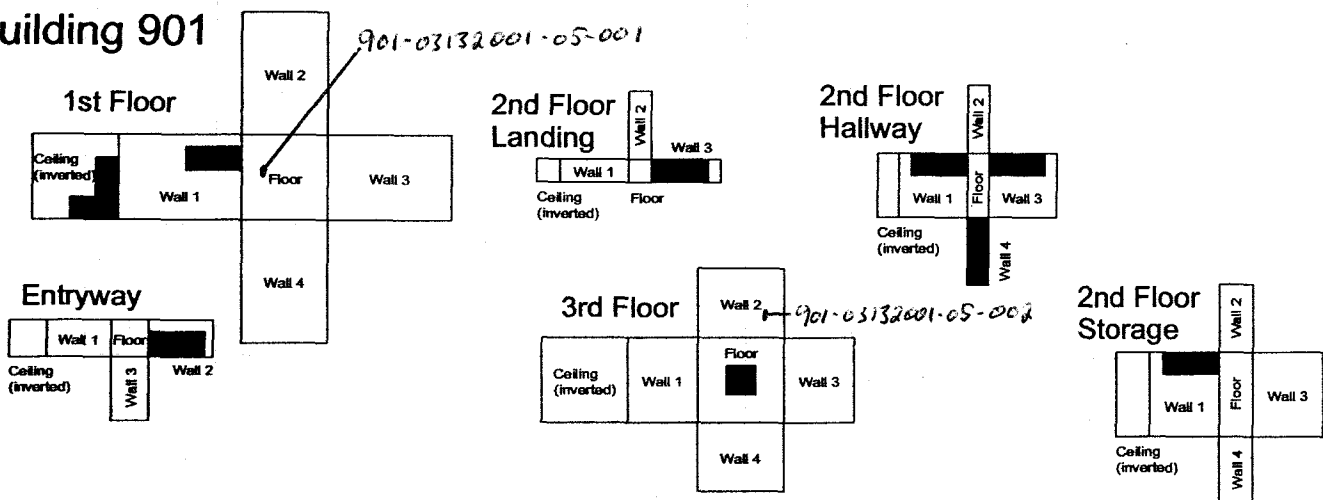 uilding 901
901-03132001-05-001
1st Floor
Wall 2
Ceiling
(inverted)
Wall 1
Floor
Wall 3
Wall 4
2nd Floor
Landing
Wall 2
Wall 3
Wall 1
Ceiling
(inverted)
Floor
2nd Floor
Hallway
Wall 2
Wall 1
Floor
Wall 3
Ceiling
(inverted)
Wall 4
Entryway
Wall 1
Floor
Ceiling
(inverted)
Wall 3
Wall 2
3rd Floor
Wall 2
901-03132001-05-002
Floor
Ceiling
(inverted)
Wall 1
Wall 3
Wall 4
2nd Floor
Storage
Wall 2
Wall 1
Floor
Wall 3
Ceiling
(inverted)
Wall 4